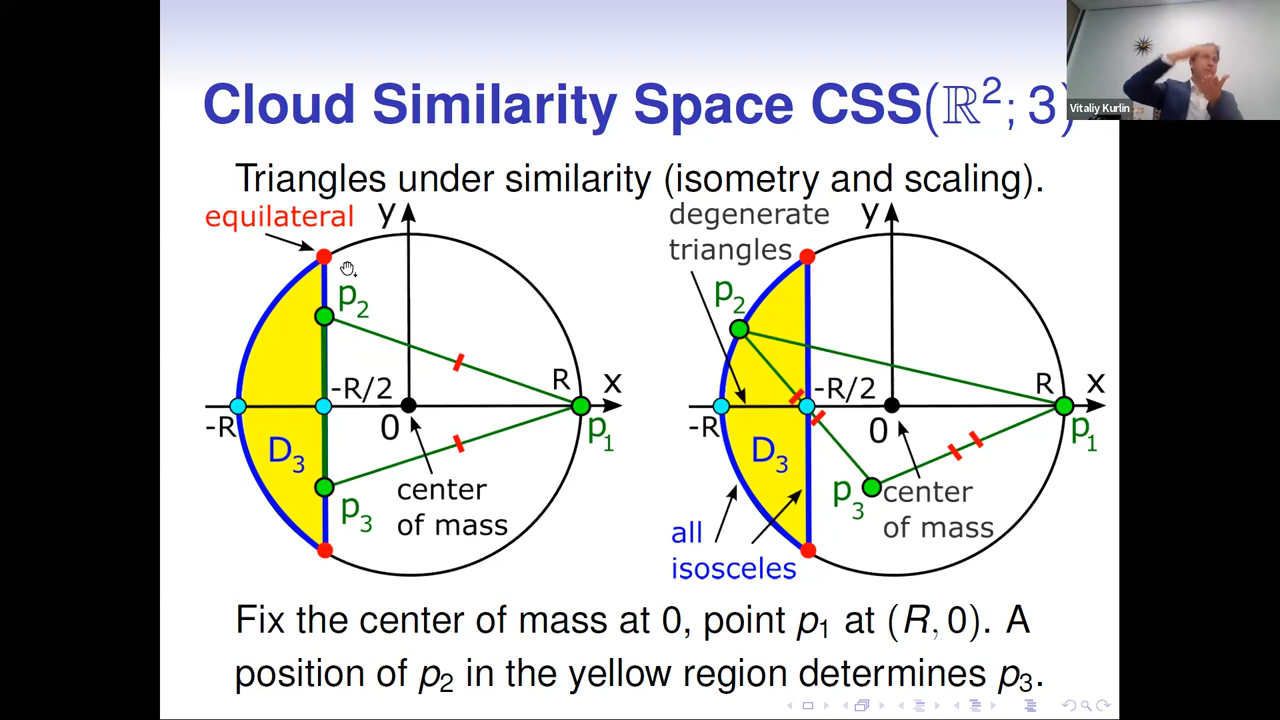 Cloud Similarity Space CSS(ℝ²; 3)
Vitaliy Kurlin
Triangles under similarity (isometry and scaling).
equilateral
y
p₂
R
x
-R/2
-R
0
p₁
D₃
p₃
center
of mass
degenerate
triangles
y
p₂
R
x
-R/2
-R
0
p₁
D₃
p₃
center
of mass
all
isosceles
Fix the center of mass at 0, point p₁ at (R, 0). A
position of p₂ in the yellow region determines p₃.